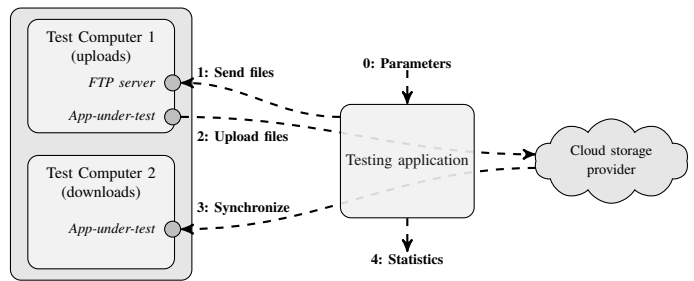 Test Computer 1
(uploads)
FTP server
App-under-test
1: Send files
2: Upload files
0: Parameters
Testing application
Cloud storage
provider
Test Computer 2
(downloads)
App-under-test
3: Synchronize
4: Statistics